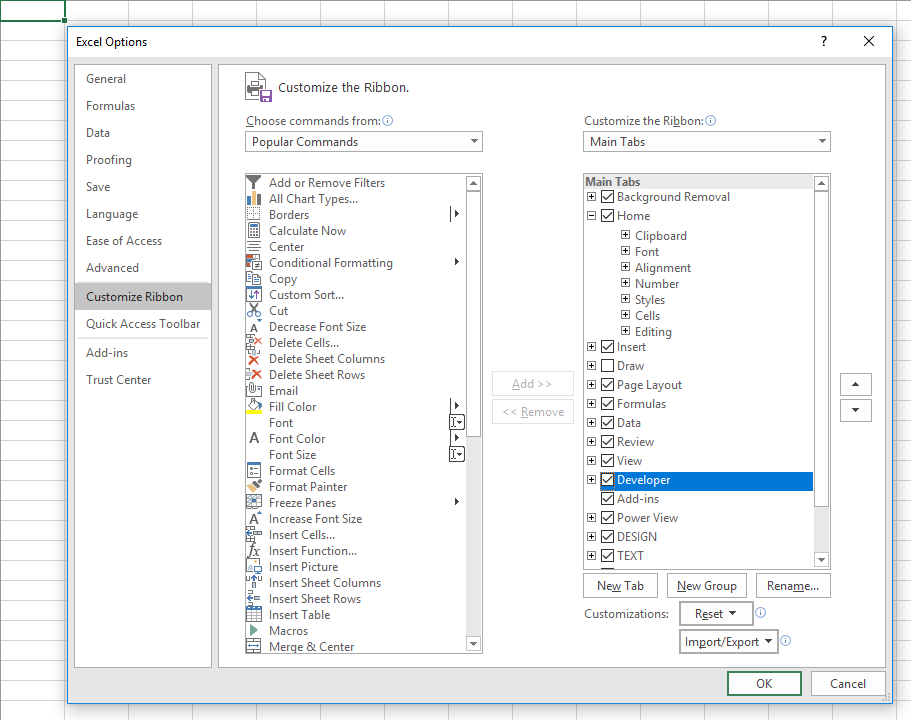 Excel Options
?
General
Formulas
Data
Proofing
Save
Language
Ease of Access
Advanced
Customize Ribbon
Quick Access Toolbar
Add-ins
Trust Center
Customize the Ribbon.
Choose commands from:
Popular Commands
Add or Remove Filters
All Chart Types...
Borders
Calculate Now
Center
Conditional Formatting
Copy
Custom Sort...
Cut
Decrease Font Size
Delete Cells...
Delete Sheet Columns
Delete Sheet Rows
Email
Fill Color
Font
Font Color
Font Size
Format Cells
Format Painter
Freeze Panes
Increase Font Size
Insert Cells...
Insert Function...
Insert Picture
Insert Sheet Columns
Insert Sheet Rows
Insert Table
Macros
Merge & Center
Add >>
<< Remove
Customize the Ribbon:
Main Tabs
Main Tabs
Background Removal
Home
Clipboard
Font
Alignment
Number
Styles
Cells
Editing
Insert
Draw
Page Layout
Formulas
Data
Review
View
Developer
Add-ins
Power View
DESIGN
TEXT
New Tab
New Group
Rename...
Customizations:
Reset
Import/Export
OK
Cancel